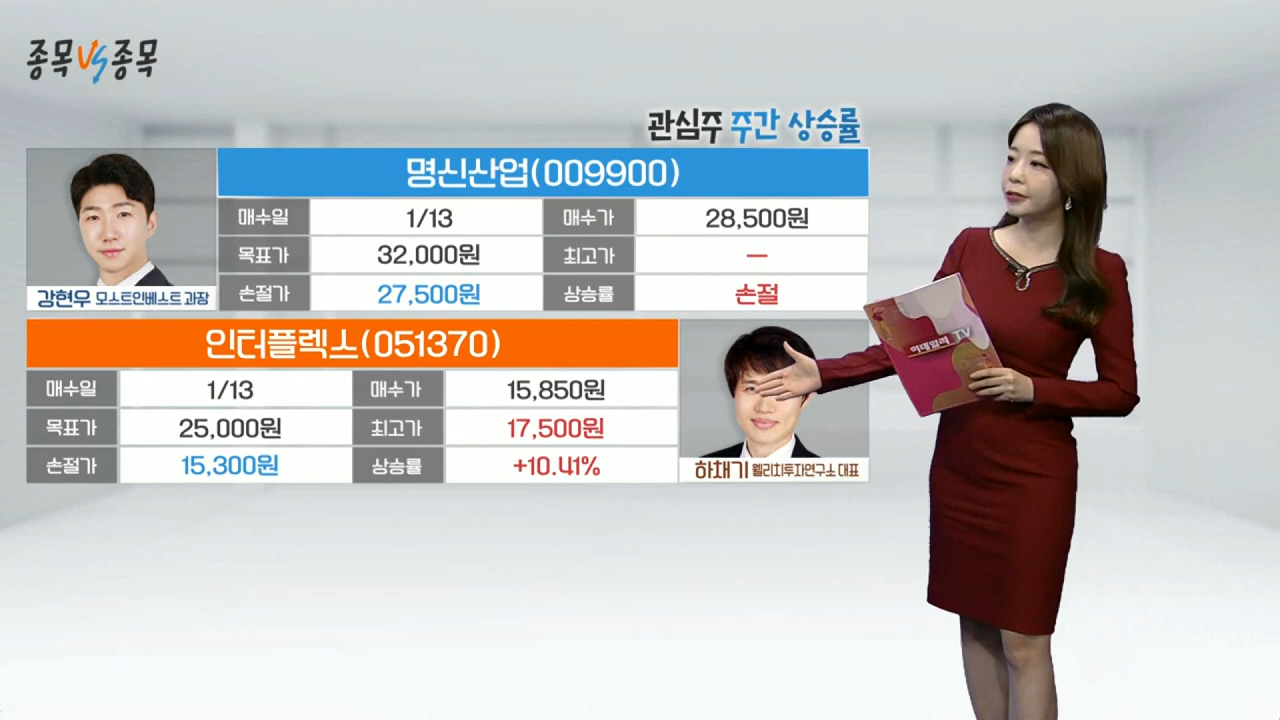 종목VS종목
관심주 주간 상승률
명신산업(009900)
매수일 1/13 매수가 28,500원
목표가 32,000원 최고가 —
손절가 27,500원 상승률 손절
강현우 모스트인베스트 과장
인터플렉스(051370)
매수일 1/13 매수가 15,850원
목표가 25,000원 최고가 17,500원
손절가 15,300원 상승률 +10.41%
하채기 웰리치투자연구소 대표
이데일리 TV